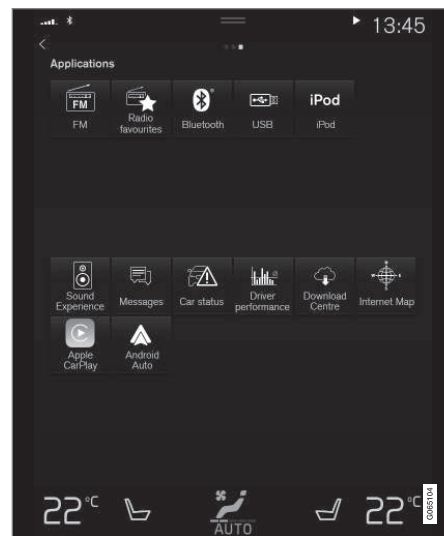 13:45
Applications
FM
iPod
FM
Radio
favourites
Bluetooth
USB
iPod
Sound
Experience
Messages
Car status
Driver
performance
Download
Centre
Internet Map
Apple
CarPlay
Android
Auto
22°C
22°C
AUTO
G065104